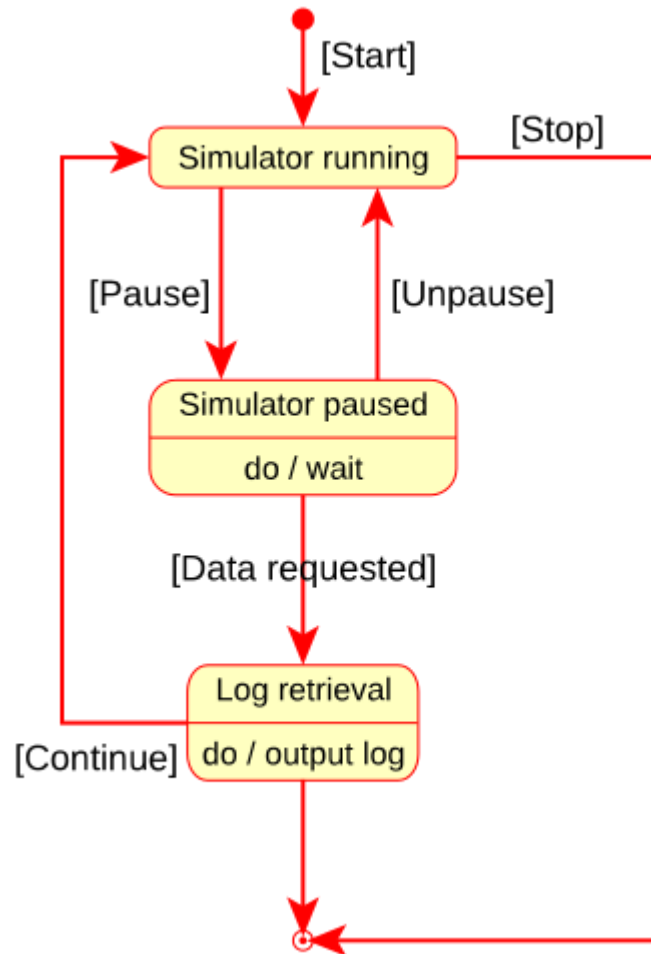 [Start]
Simulator running
[Stop]
[Pause]
[Unpause]
Simulator paused
do / wait
[Data requested]
Log retrieval
do / output log
[Continue]